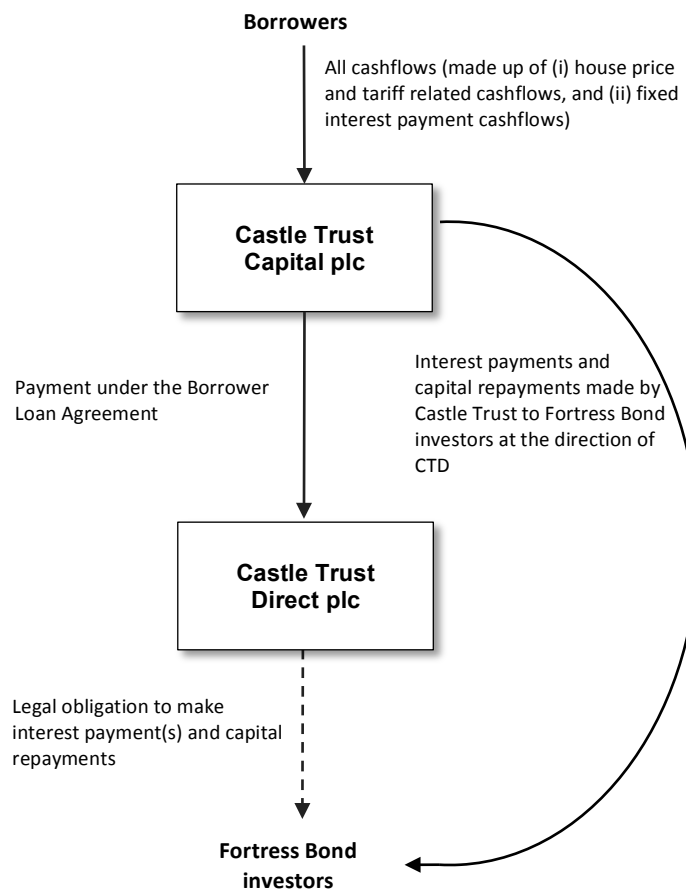 Borrowers
All cashflows (made up of (i) house price
and tariff related cashflows, and (ii) fixed
interest payment cashflows)
Castle Trust
Capital plc
Payment under the Borrower
Loan Agreement
Interest payments and
capital repayments made by
Castle Trust to Fortress Bond
investors at the direction of
CTD
Castle Trust
Direct plc
Legal obligation to make
interest payment(s) and capital
repayments
Fortress Bond
investors